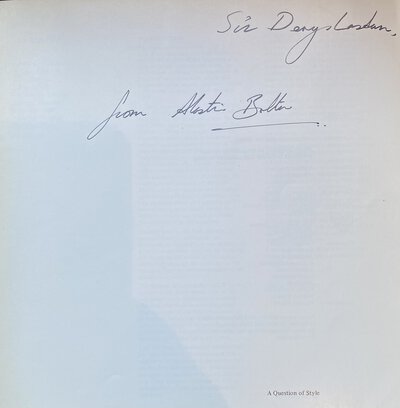 Sir Denys Lasdun,
from Alastair Bolton
A Question of Style